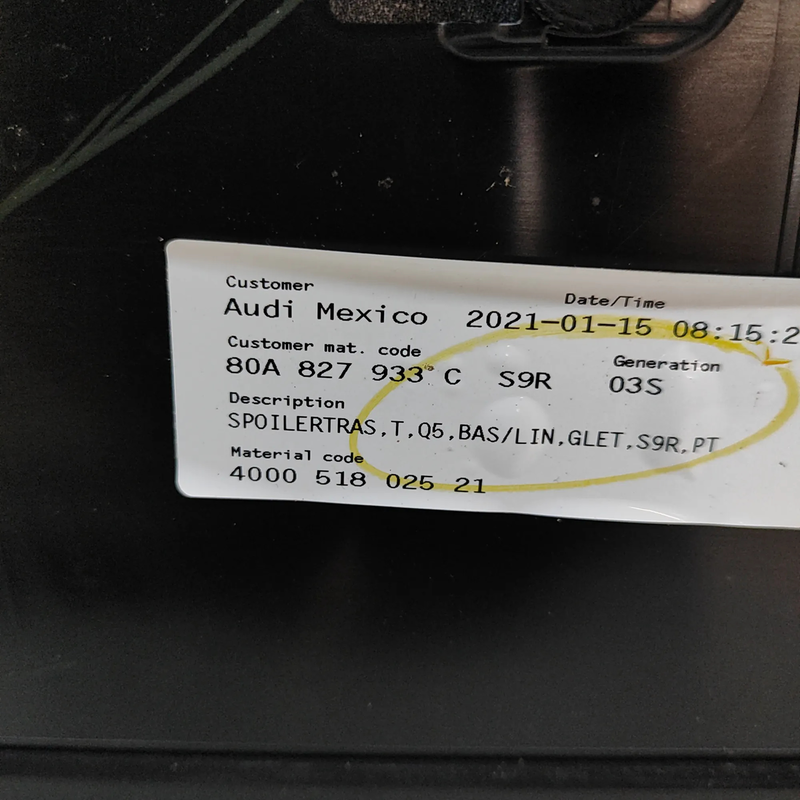 Customer Date/Time
Audi Mexico 2021-01-15 08:15:2
Customer mat. code Generation
80A 827 933 C S9R 03S
Description
SPOILERTRAS,T,Q5,BAS/LIN,GLET,S9R,PT
Material code
4000 518 025 21